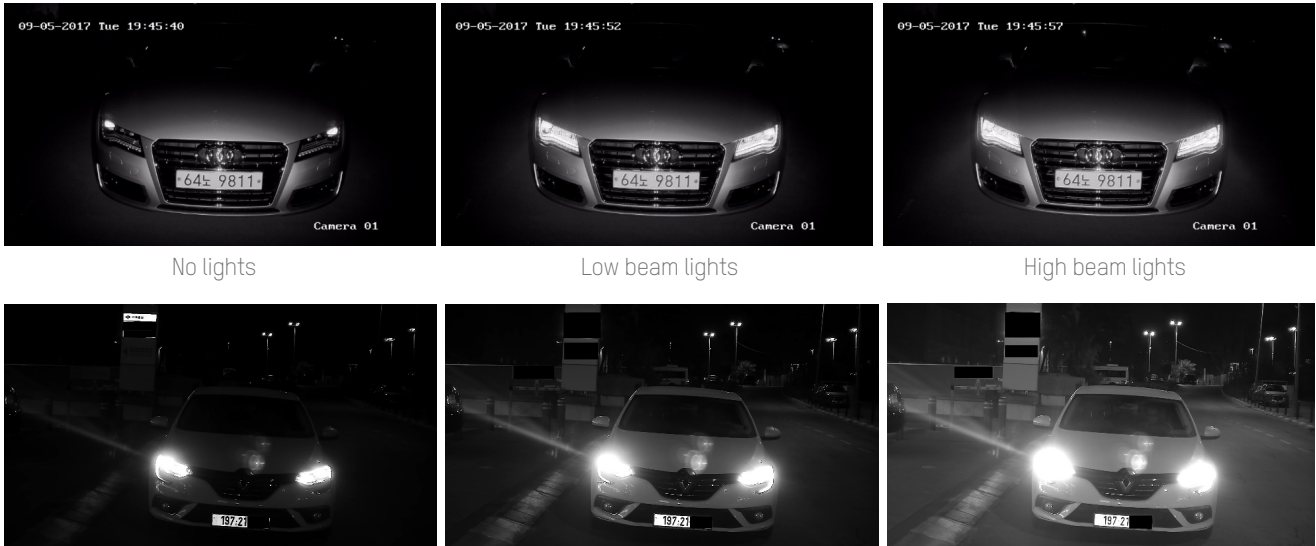 09-05-2017 Tue 19:45:40
09-05-2017 Tue 19:45:52
09-05-2017 Tue 19:45:57
64노 9811
64노 9811
64노 9811
Camera 01
Camera 01
Camera 01
No lights
Low beam lights
High beam lights
197-21
197-21
197 21